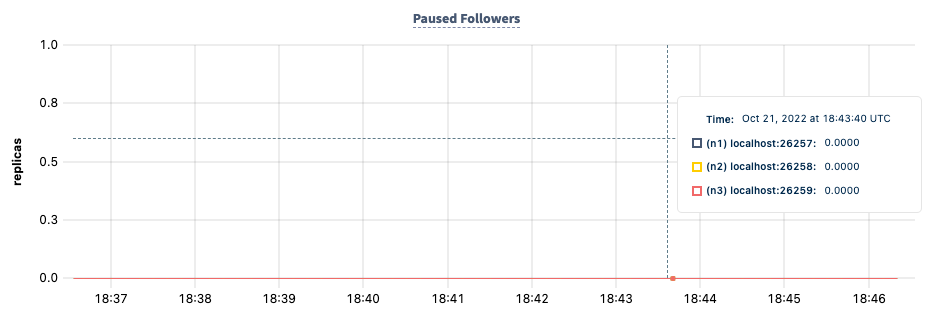 Paused Followers
1.0
0.8
0.5
0.3
0.0
replicas
Time: Oct 21, 2022 at 18:43:40 UTC
(n1) localhost:26257: 0.0000
(n2) localhost:26258: 0.0000
(n3) localhost:26259: 0.0000
18:37 18:38 18:39 18:40 18:41 18:42 18:43 18:44 18:45 18:46